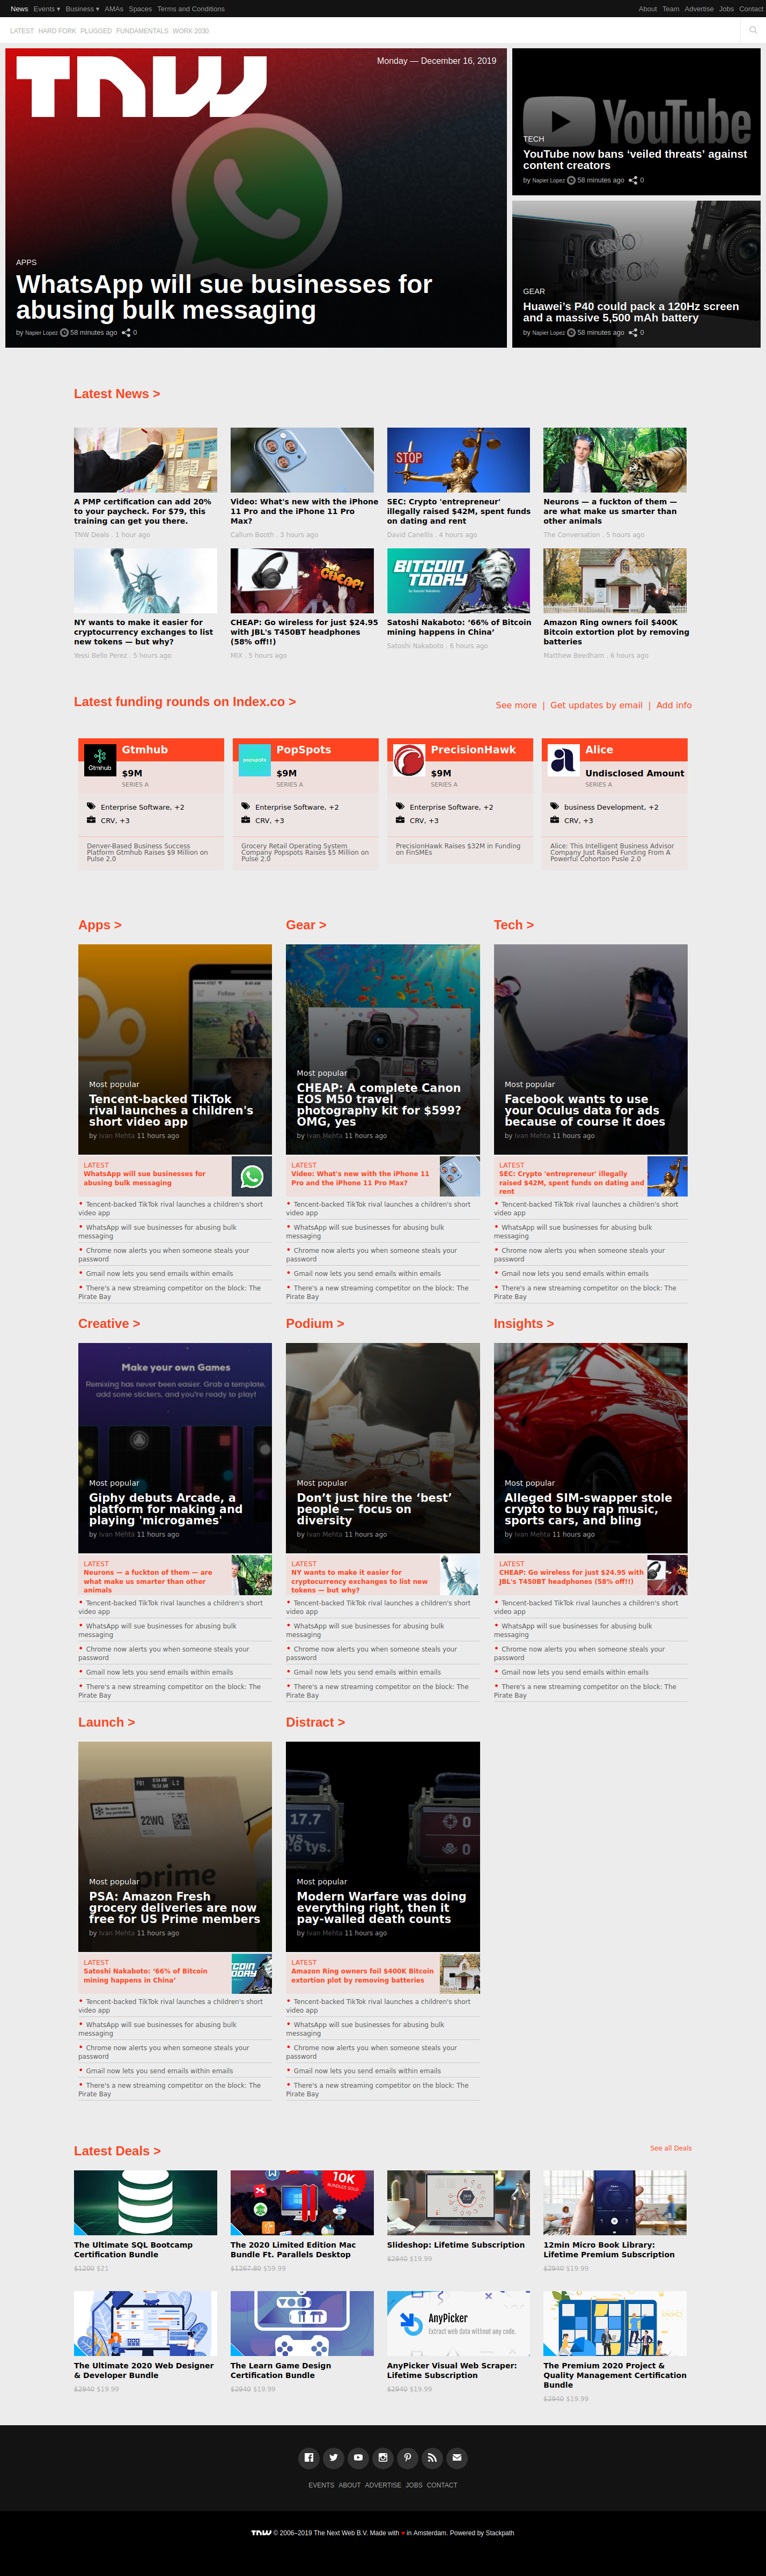 News Events ▾ Business ▾ AMAs Spaces Terms and Conditions
About Team Advertise Jobs Contact
LATEST HARD FORK PLUGGED FUNDAMENTALS WORK 2030
TNW
Monday — December 16, 2019
APPS
WhatsApp will sue businesses for
abusing bulk messaging
by Napier Lopez 58 minutes ago 0
YouTube
TECH
YouTube now bans ‘veiled threats’ against
content creators
by Napier Lopez 58 minutes ago 0
GEAR
Huawei’s P40 could pack a 120Hz screen
and a massive 5,500 mAh battery
by Napier Lopez 58 minutes ago 0
Latest News >
STOP
A PMP certification can add 20%
to your paycheck. For $79, this
training can get you there.
TNW Deals . 1 hour ago
Video: What's new with the iPhone
11 Pro and the iPhone 11 Pro
Max?
Callum Booth . 3 hours ago
SEC: Crypto 'entrepreneur'
illegally raised $42M, spent funds
on dating and rent
David Canellis . 4 hours ago
Neurons — a fuckton of them —
are what make us smarter than
other animals
The Conversation . 5 hours ago
CHEAP!
BITCOIN
TODAY
by Satoshi Nakaboto
NY wants to make it easier for
cryptocurrency exchanges to list
new tokens — but why?
Yessi Bello Perez . 5 hours ago
CHEAP: Go wireless for just $24.95
with JBL's T450BT headphones
(58% off!!)
MIX . 5 hours ago
Satoshi Nakaboto: ‘66% of Bitcoin
mining happens in China’
Satoshi Nakaboto . 6 hours ago
Amazon Ring owners foil $400K
Bitcoin extortion plot by removing
batteries
Matthew Beedham . 6 hours ago
Latest funding rounds on Index.co >
See more | Get updates by email | Add info
Gtmhub
Gtmhub
$9M
SERIES A
Enterprise Software, +2
CRV, +3
Denver-Based Business Success
Platform Gtmhub Raises $9 Million on
Pulse 2.0
popspots
PopSpots
$9M
SERIES A
Enterprise Software, +2
CRV, +3
Grocery Retail Operating System
Company Popspots Raises $5 Million on
Pulse 2.0
PrecisionHawk
$9M
SERIES A
Enterprise Software, +2
CRV, +3
PrecisionHawk Raises $32M in Funding
on FinSMEs
a
Alice
Undisclosed Amount
SERIES A
business Development, +2
CRV, +3
Alice: This Intelligent Business Advisor
Company Just Raised Funding From A
Powerful Cohorton Pusle 2.0
Apps >
Follow
Most popular
Tencent-backed TikTok
rival launches a children's
short video app
by Ivan Mehta 11 hours ago
LATEST
WhatsApp will sue businesses for
abusing bulk messaging
• Tencent-backed TikTok rival launches a children's short
video app
• WhatsApp will sue businesses for abusing bulk
messaging
• Chrome now alerts you when someone steals your
password
• Gmail now lets you send emails within emails
• There's a new streaming competitor on the block: The
Pirate Bay
Gear >
Most popular
CHEAP: A complete Canon
EOS M50 travel
photography kit for $599?
OMG, yes
by Ivan Mehta 11 hours ago
LATEST
Video: What's new with the iPhone 11
Pro and the iPhone 11 Pro Max?
• Tencent-backed TikTok rival launches a children's short
video app
• WhatsApp will sue businesses for abusing bulk
messaging
• Chrome now alerts you when someone steals your
password
• Gmail now lets you send emails within emails
• There's a new streaming competitor on the block: The
Pirate Bay
Tech >
Most popular
Facebook wants to use
your Oculus data for ads
because of course it does
by Ivan Mehta 11 hours ago
LATEST
SEC: Crypto 'entrepreneur' illegally
raised $42M, spent funds on dating and
rent
• Tencent-backed TikTok rival launches a children's short
video app
• WhatsApp will sue businesses for abusing bulk
messaging
• Chrome now alerts you when someone steals your
password
• Gmail now lets you send emails within emails
• There's a new streaming competitor on the block: The
Pirate Bay
Creative >
Make your own Games
Remixing has never been easier. Grab a template,
add some stickers, and you're ready to play!
Most popular
Giphy debuts Arcade, a
platform for making and
playing 'microgames'
by Ivan Mehta 11 hours ago
LATEST
Neurons — a fuckton of them — are
what make us smarter than other
animals
• Tencent-backed TikTok rival launches a children's short
video app
• WhatsApp will sue businesses for abusing bulk
messaging
• Chrome now alerts you when someone steals your
password
• Gmail now lets you send emails within emails
• There's a new streaming competitor on the block: The
Pirate Bay
Podium >
Most popular
Don’t just hire the ‘best’
people — focus on
diversity
by Ivan Mehta 11 hours ago
LATEST
NY wants to make it easier for
cryptocurrency exchanges to list new
tokens — but why?
• Tencent-backed TikTok rival launches a children's short
video app
• WhatsApp will sue businesses for abusing bulk
messaging
• Chrome now alerts you when someone steals your
password
• Gmail now lets you send emails within emails
• There's a new streaming competitor on the block: The
Pirate Bay
Insights >
Most popular
Alleged SIM-swapper stole
crypto to buy rap music,
sports cars, and bling
by Ivan Mehta 11 hours ago
LATEST
CHEAP: Go wireless for just $24.95 with
JBL's T450BT headphones (58% off!!)
• Tencent-backed TikTok rival launches a children's short
video app
• WhatsApp will sue businesses for abusing bulk
messaging
• Chrome now alerts you when someone steals your
password
• Gmail now lets you send emails within emails
• There's a new streaming competitor on the block: The
Pirate Bay
Launch >
22WQ
prime
Most popular
PSA: Amazon Fresh
grocery deliveries are now
free for US Prime members
by Ivan Mehta 11 hours ago
LATEST
Satoshi Nakaboto: ‘66% of Bitcoin
mining happens in China’
• Tencent-backed TikTok rival launches a children's short
video app
• WhatsApp will sue businesses for abusing bulk
messaging
• Chrome now alerts you when someone steals your
password
• Gmail now lets you send emails within emails
• There's a new streaming competitor on the block: The
Pirate Bay
Distract >
17.7
Most popular
Modern Warfare was doing
everything right, then it
pay-walled death counts
by Ivan Mehta 11 hours ago
LATEST
Amazon Ring owners foil $400K Bitcoin
extortion plot by removing batteries
• Tencent-backed TikTok rival launches a children's short
video app
• WhatsApp will sue businesses for abusing bulk
messaging
• Chrome now alerts you when someone steals your
password
• Gmail now lets you send emails within emails
• There's a new streaming competitor on the block: The
Pirate Bay
Latest Deals >
See all Deals
10K
BUNDLES SOLD
The Ultimate SQL Bootcamp
Certification Bundle
$1200 $21
The 2020 Limited Edition Mac
Bundle Ft. Parallels Desktop
$1267.80 $59.99
Slideshop: Lifetime Subscription
$2940 $19.99
12min Micro Book Library:
Lifetime Premium Subscription
$2940 $19.99
AnyPicker
Extract web data without any code.
The Ultimate 2020 Web Designer
& Developer Bundle
$2940 $19.99
The Learn Game Design
Certification Bundle
$2940 $19.99
AnyPicker Visual Web Scraper:
Lifetime Subscription
$2940 $19.99
The Premium 2020 Project &
Quality Management Certification
Bundle
$2940 $19.99
EVENTS ABOUT ADVERTISE JOBS CONTACT
TNW © 2006–2019 The Next Web B.V. Made with ♥ in Amsterdam. Powered by Stackpath